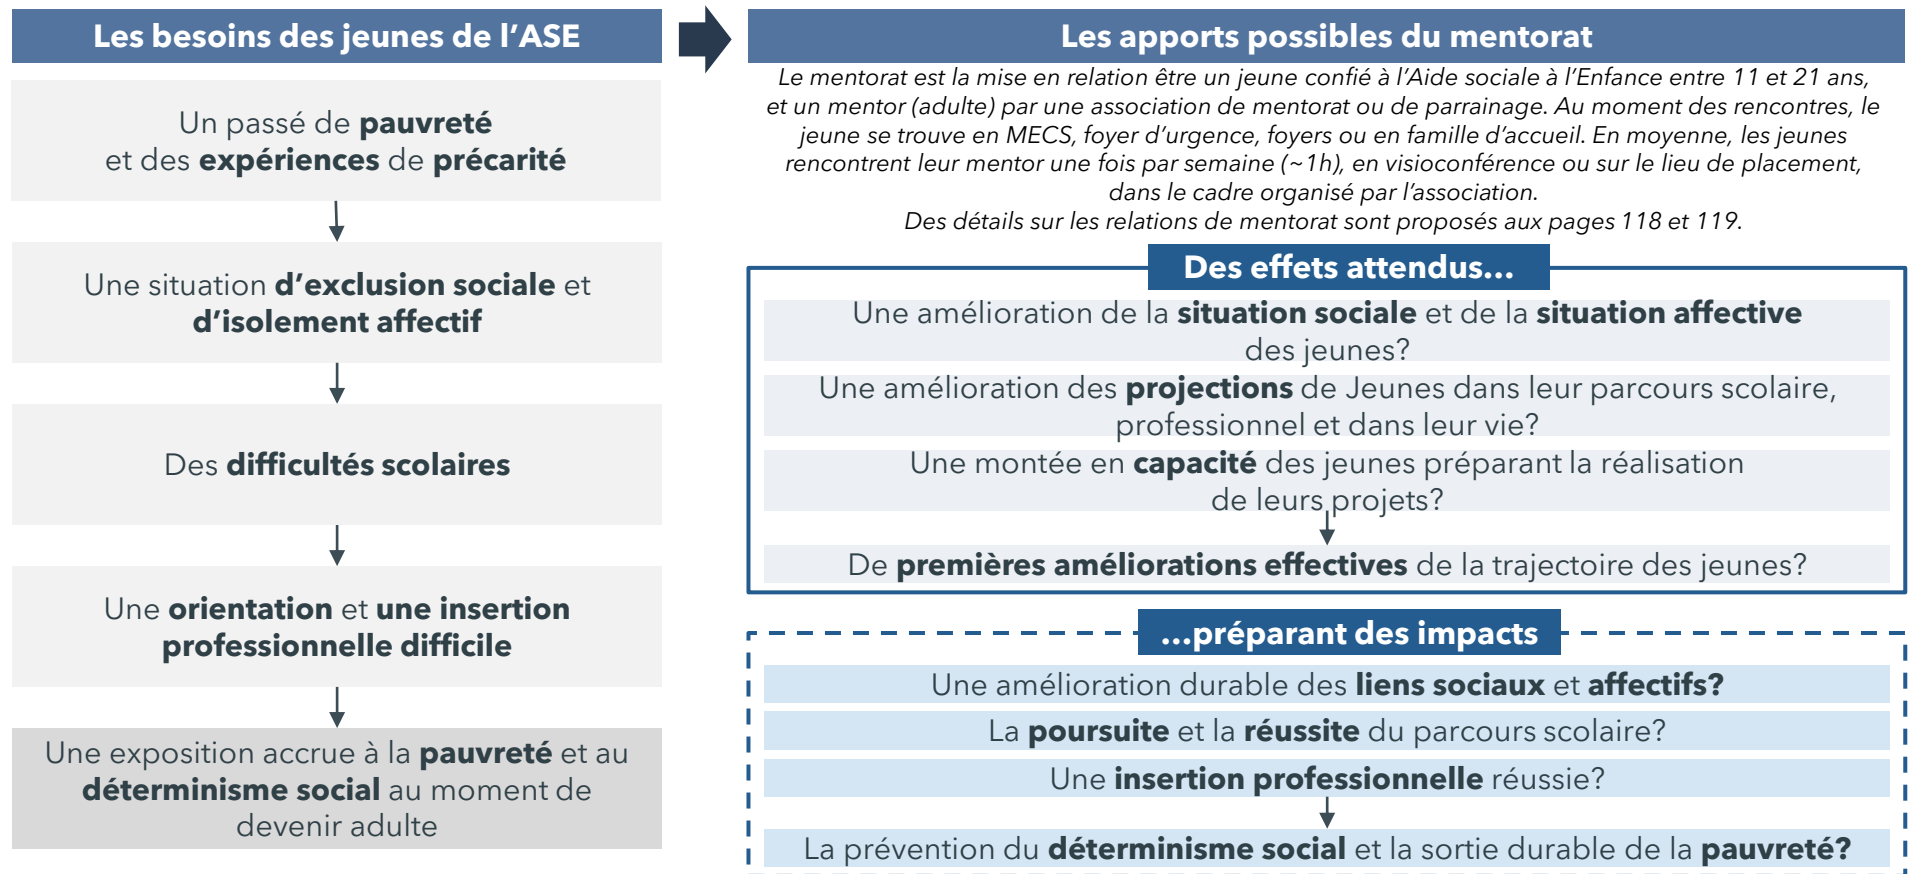 Les besoins des jeunes de l’ASE
Un passé de pauvreté
et des expériences de précarité
Une situation d’exclusion sociale et
d’isolement affectif
Des difficultés scolaires
Une orientation et une insertion
professionnelle difficile
Une exposition accrue à la pauvreté et au
déterminisme social au moment de
devenir adulte
Les apports possibles du mentorat
Le mentorat est la mise en relation être un jeune confié à l’Aide sociale à l’Enfance entre 11 et 21 ans,
et un mentor (adulte) par une association de mentorat ou de parrainage. Au moment des rencontres, le
jeune se trouve en MECS, foyer d’urgence, foyers ou en famille d’accueil. En moyenne, les jeunes
rencontrent leur mentor une fois par semaine (~1h), en visioconférence ou sur le lieu de placement,
dans le cadre organisé par l’association.
Des détails sur les relations de mentorat sont proposés aux pages 118 et 119.
Des effets attendus…
Une amélioration de la situation sociale et de la situation affective
des jeunes?
Une amélioration des projections de Jeunes dans leur parcours scolaire,
professionnel et dans leur vie?
Une montée en capacité des jeunes préparant la réalisation
de leurs projets?
De premières améliorations effectives de la trajectoire des jeunes?
…préparant des impacts
Une amélioration durable des liens sociaux et affectifs?
La poursuite et la réussite du parcours scolaire?
Une insertion professionnelle réussie?
La prévention du déterminisme social et la sortie durable de la pauvreté?